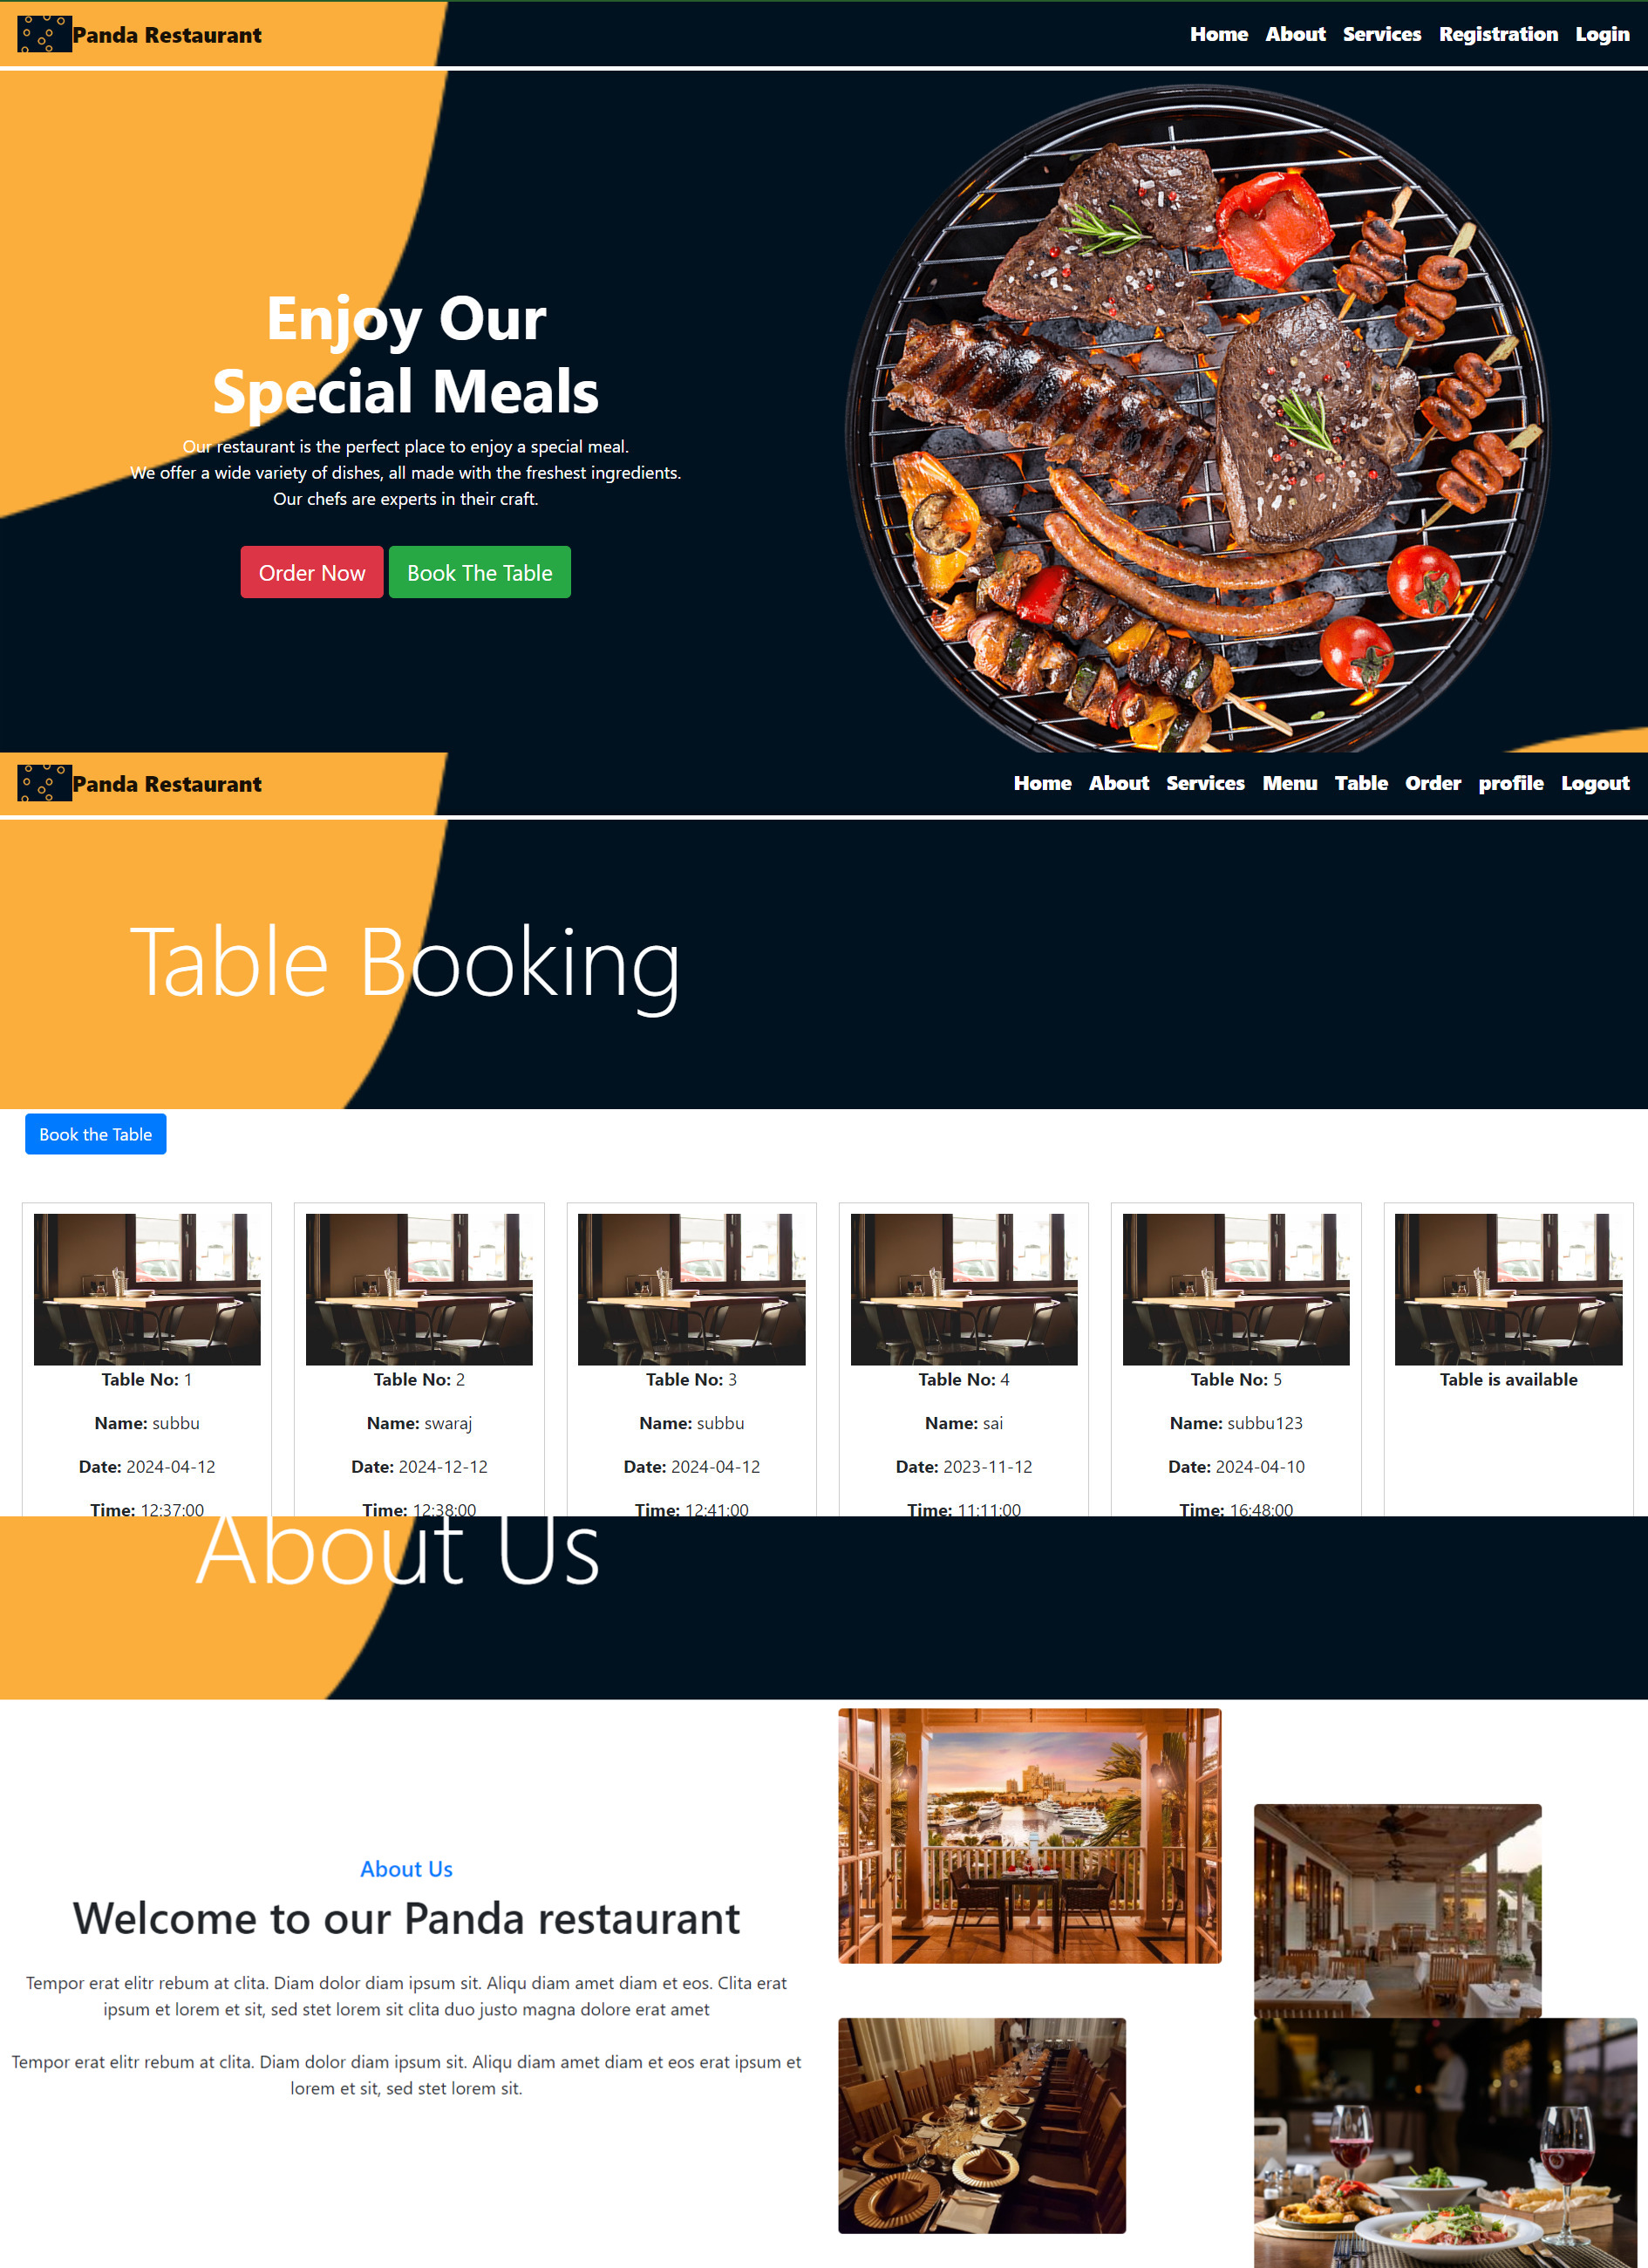 Panda Restaurant
Home About Services Registration Login
Enjoy Our
Special Meals
Our restaurant is the perfect place to enjoy a special meal.
We offer a wide variety of dishes, all made with the freshest ingredients.
Our chefs are experts in their craft.
Order Now Book The Table
Panda Restaurant
Home About Services Menu Table Order profile Logout
Table Booking
Book the Table
Table No: 1
Name: subbu
Date: 2024-04-12
Time: 12:37:00
Table No: 2
Name: swaraj
Date: 2024-12-12
Time: 12:38:00
Table No: 3
Name: subbu
Date: 2024-04-12
Time: 12:41:00
Table No: 4
Name: sai
Date: 2023-11-12
Time: 11:11:00
Table No: 5
Name: subbu123
Date: 2024-04-10
Time: 16:48:00
Table is available
About Us
About Us
Welcome to our Panda restaurant
Tempor erat elitr rebum at clita. Diam dolor diam ipsum sit. Aliqu diam amet diam et eos. Clita erat
ipsum et lorem et sit, sed stet lorem sit clita duo justo magna dolore erat amet
Tempor erat elitr rebum at clita. Diam dolor diam ipsum sit. Aliqu diam amet diam et eos erat ipsum et
lorem et sit, sed stet lorem sit.